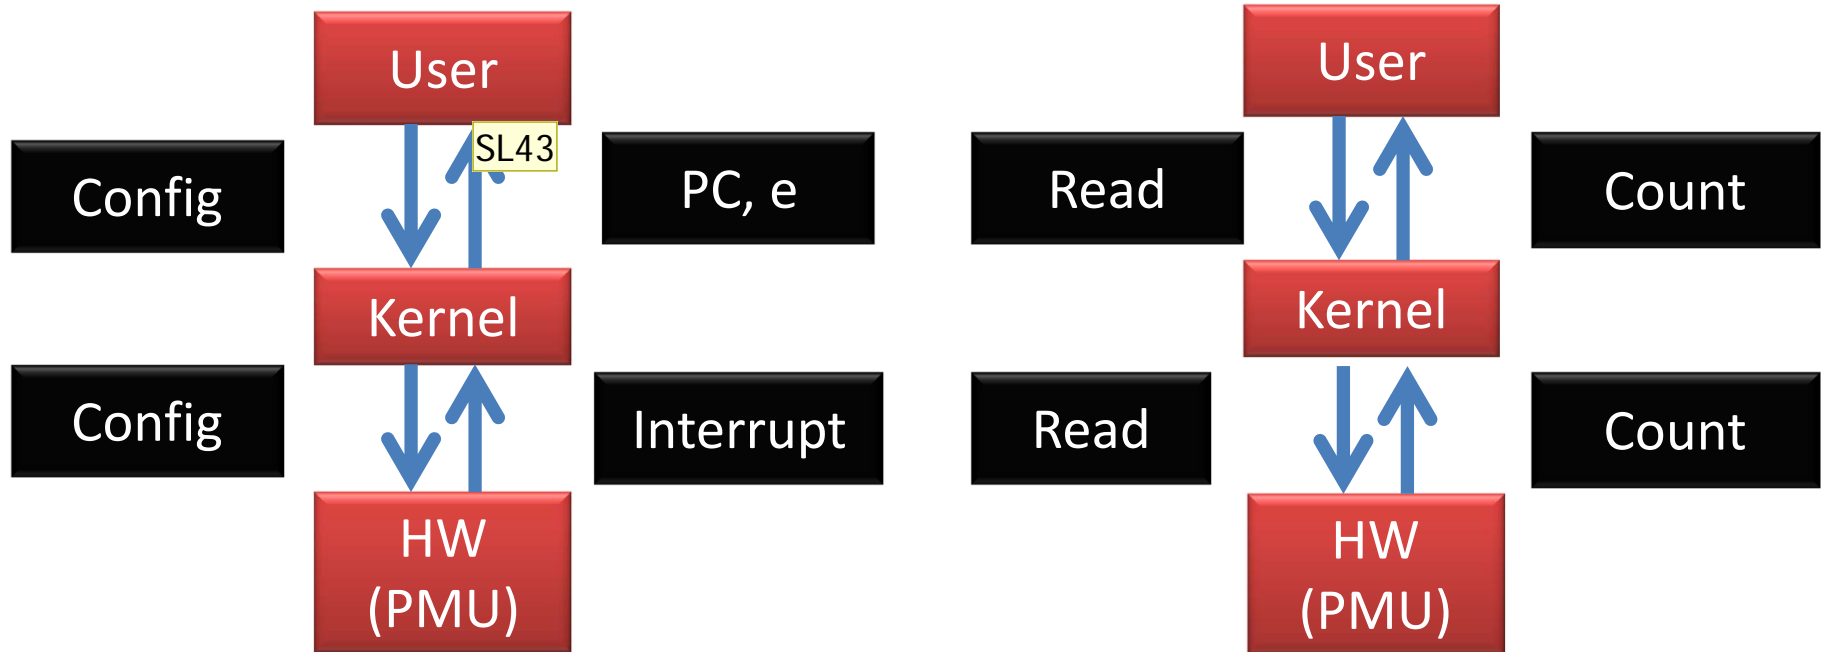 User
SL43
Config
PC, e
Kernel
Config
Interrupt
HW
(PMU)
User
Read
Count
Kernel
Read
Count
HW
(PMU)